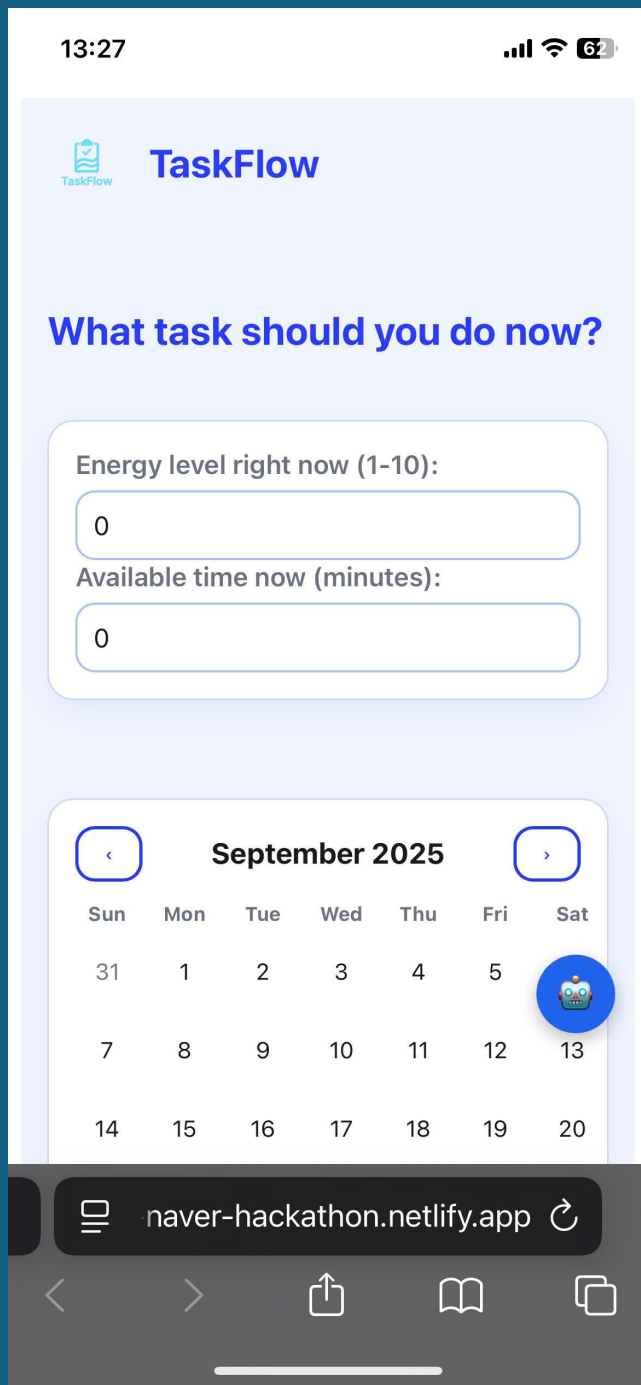 13:27
62
TaskFlow
TaskFlow
What task should you do now?
Energy level right now (1-10):
0
Available time now (minutes):
0
‹ September 2025 ›
Sun Mon Tue Wed Thu Fri Sat
31 1 2 3 4 5
7 8 9 10 11 12 13
14 15 16 17 18 19 20
naver-hackathon.netlify.app